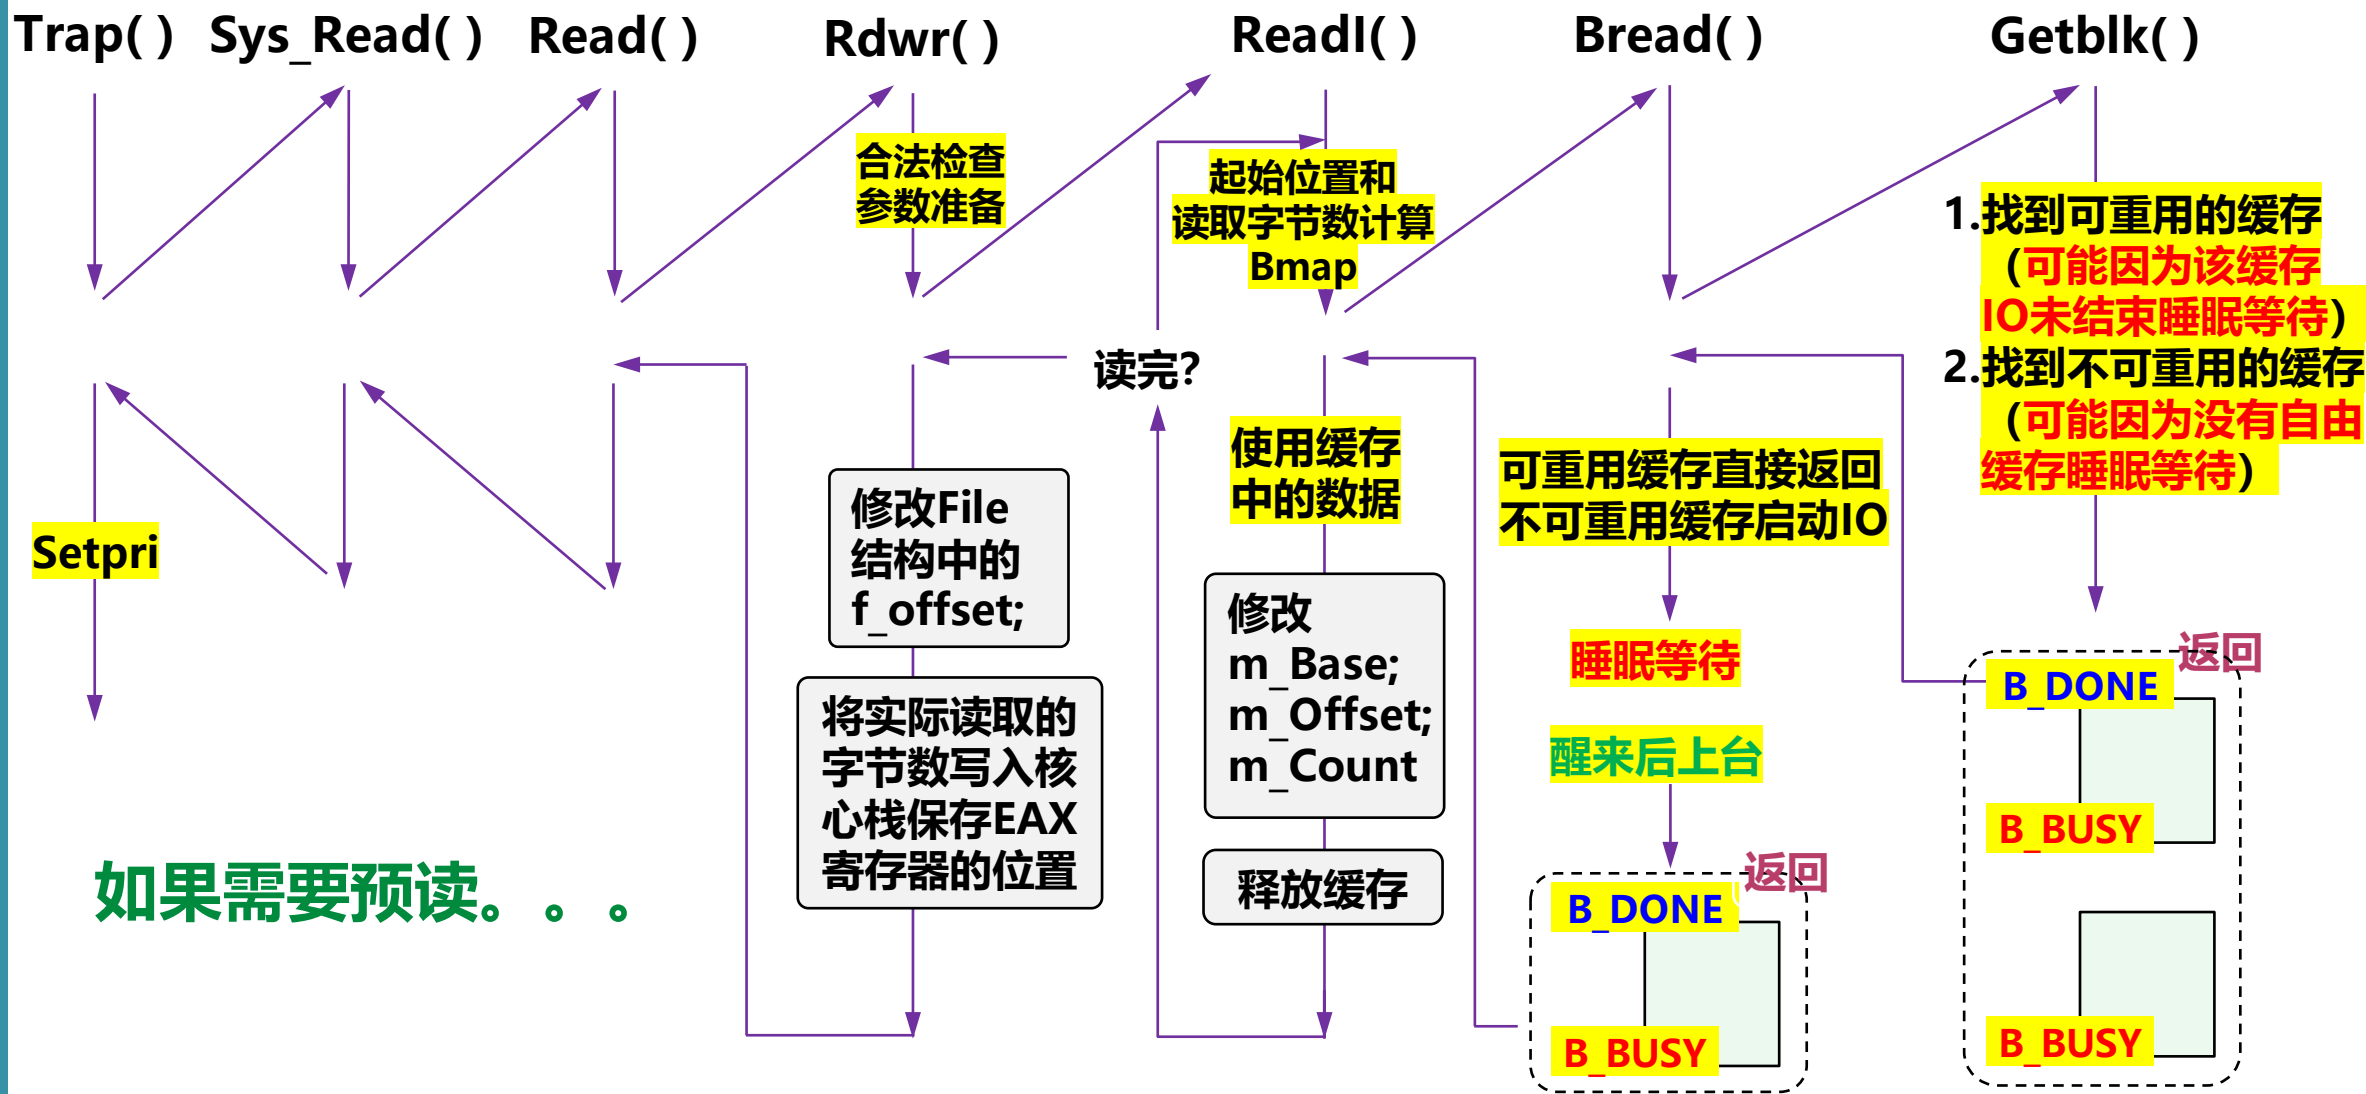 Trap( )
Sys_Read( )
Read( )
Rdwr( )
ReadI( )
Bread( )
Getblk( )
合法检查
参数准备
起始位置和
读取字节数计算
Bmap
1.找到可重用的缓存
（可能因为该缓存
IO未结束睡眠等待）
2.找到不可重用的缓存
（可能因为没有自由
缓存睡眠等待）
读完?
使用缓存
中的数据
可重用缓存直接返回
不可重用缓存启动IO
Setpri
修改File
结构中的
f_offset;
修改
m_Base;
m_Offset;
m_Count
睡眠等待
返回
B_DONE
将实际读取的
字节数写入核
心栈保存EAX
寄存器的位置
醒来后上台
B_BUSY
释放缓存
返回
B_DONE
如果需要预读。。。
B_BUSY
B_BUSY